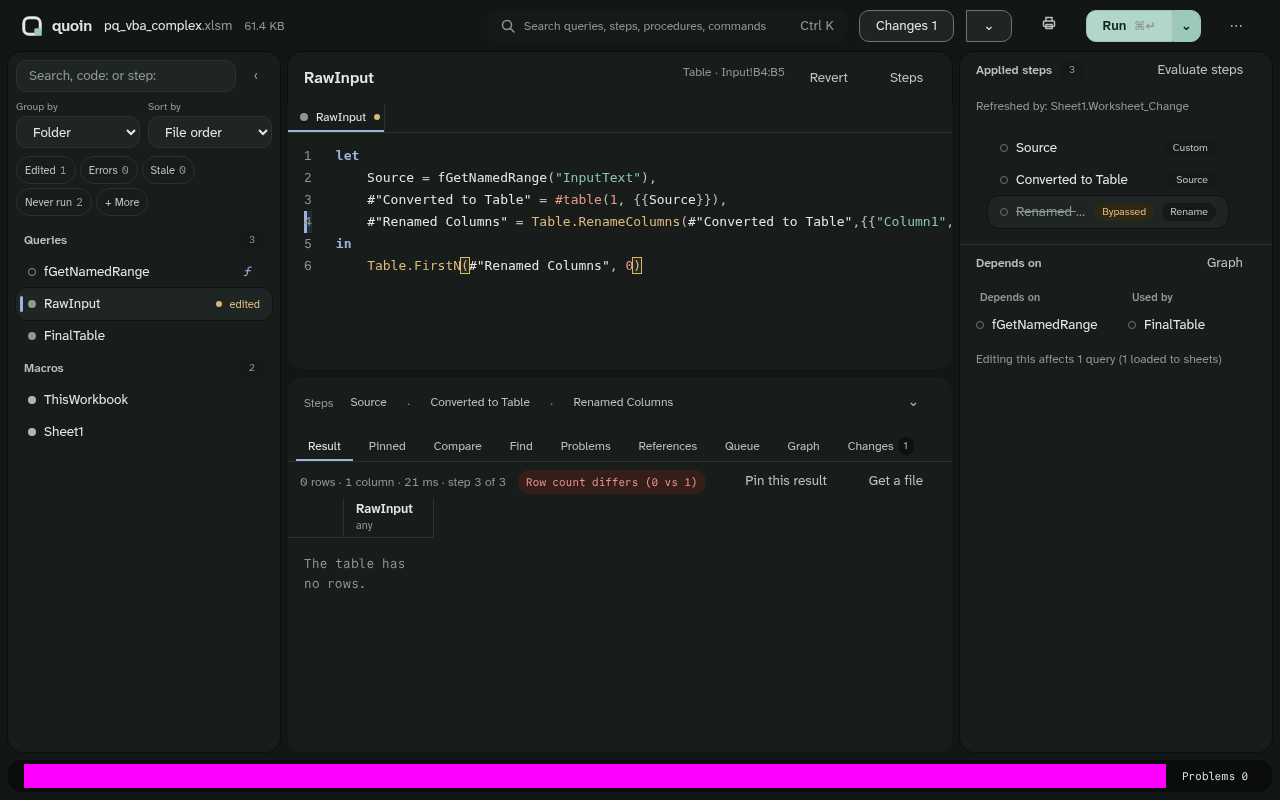 quoin pq_vba_complex.xlsm 61.4 KB
Search queries, steps, procedures, commands Ctrl K
Changes 1
Run ⌘↵
Search, code: or step:
Group by Sort by
Folder File order
Edited 1 Errors 0 Stale 0
Never run 2 + More
Queries 3
fGetNamedRange ƒ
RawInput edited
FinalTable
Macros 2
ThisWorkbook
Sheet1
RawInput Table · Input!B4:B5 Revert Steps
RawInput
1 let
2 Source = fGetNamedRange("InputText"),
3 #"Converted to Table" = #table(1, {{Source}}),
4 #"Renamed Columns" = Table.RenameColumns(#"Converted to Table",{{"Column1",
5 in
6 Table.FirstN(#"Renamed Columns", 0)
Steps Source · Converted to Table · Renamed Columns
Result Pinned Compare Find Problems References Queue Graph Changes 1
0 rows · 1 column · 21 ms · step 3 of 3 Row count differs (0 vs 1) Pin this result Get a file
RawInput
any
The table has
no rows.
Applied steps 3 Evaluate steps
Refreshed by: Sheet1.Worksheet_Change
Source Custom
Converted to Table Source
Renamed ... Bypassed Rename
Depends on Graph
Depends on Used by
fGetNamedRange FinalTable
Editing this affects 1 query (1 loaded to sheets)
Problems 0